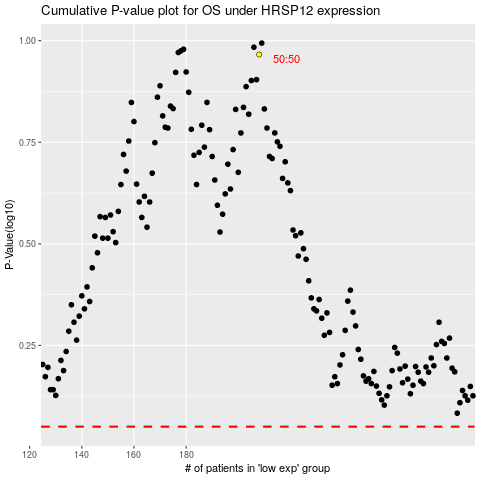 Cumulative P-value plot for OS under HRSP12 expression
1.00
50:50
0.75
P-Value(log10)
0.50
0.25
120 140 160 180
# of patients in 'low exp' group